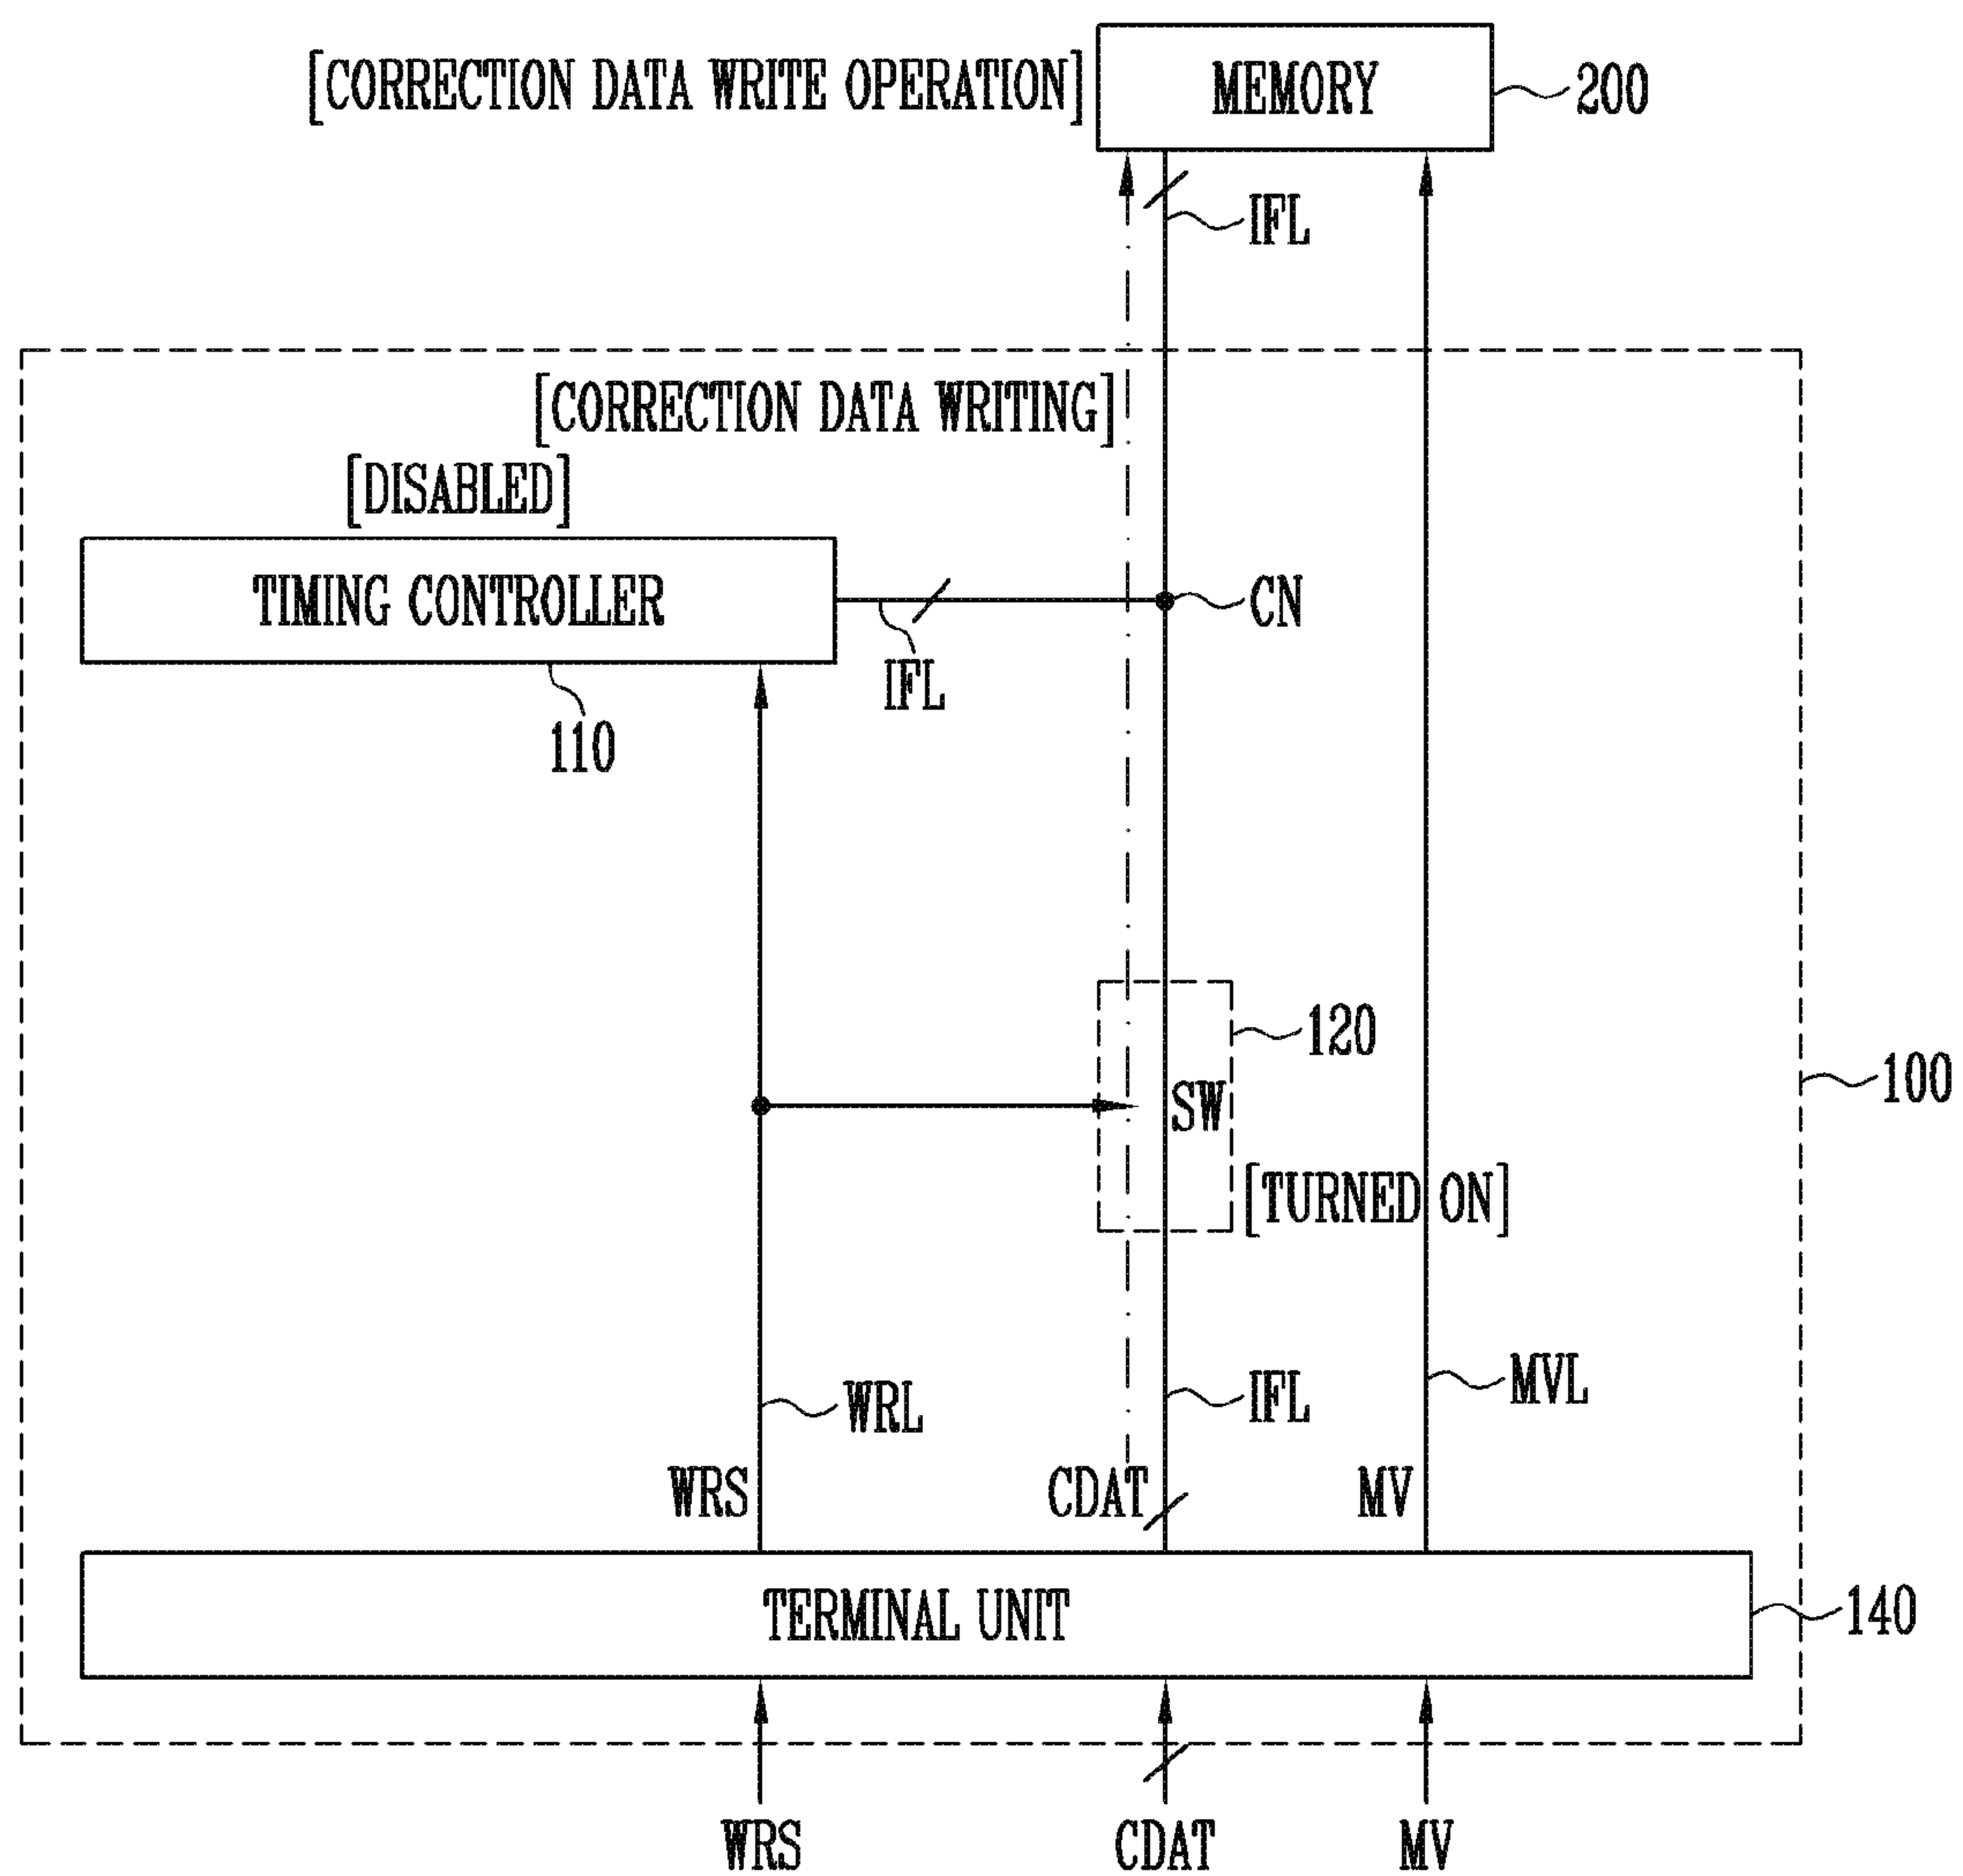 [CORRECTION DATA WRITE OPERATION]
MEMORY
200
IFL
[CORRECTION DATA WRITING]
[DISABLED]
TIMING CONTROLLER
CN
IFL
110
120
SW
100
[TURNED ON]
MVL
IFL
WRL
WRS
CDAT
MV
TERMINAL UNIT
140
WRS
CDAT
MV